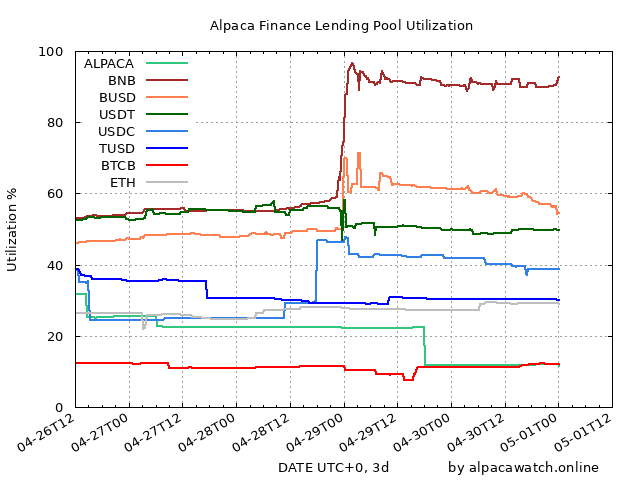 Alpaca Finance Lending Pool Utilization
100
80
60
40
20
0
Utilization %
ALPACA
BNB
BUSD
USDT
USDC
TUSD
BTCB
ETH
04-26T12
04-27T00
04-27T12
04-28T00
04-28T12
04-29T00
04-29T12
04-30T00
04-30T12
05-01T00
05-01T12
DATE UTC+0, 3d
by alpacawatch.online